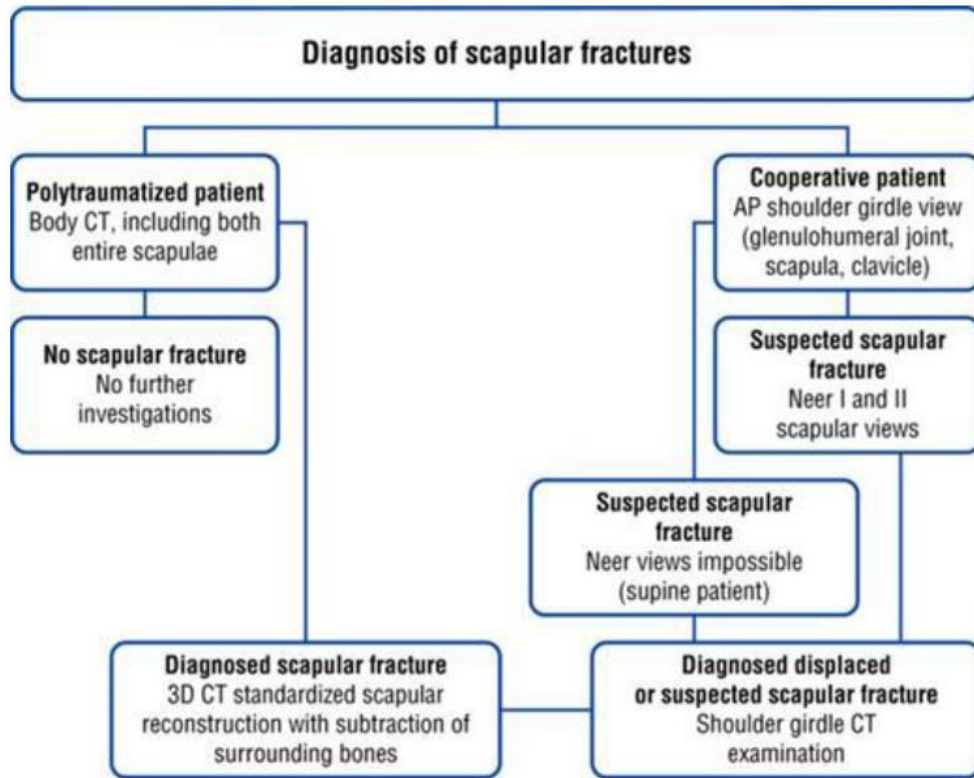 Diagnosis of scapular fractures
Polytraumatized patient
Body CT, including both
entire scapulae
Cooperative patient
AP shoulder girdle view
(glenulohumeral joint,
scapula, clavicle)
No scapular fracture
No further
investigations
Suspected scapular
fracture
Neer I and II
scapular views
Suspected scapular
fracture
Neer views impossible
(supine patient)
Diagnosed scapular fracture
3D CT standardized scapular
reconstruction with subtraction of
surrounding bones
Diagnosed displaced
or suspected scapular fracture
Shoulder girdle CT
examination